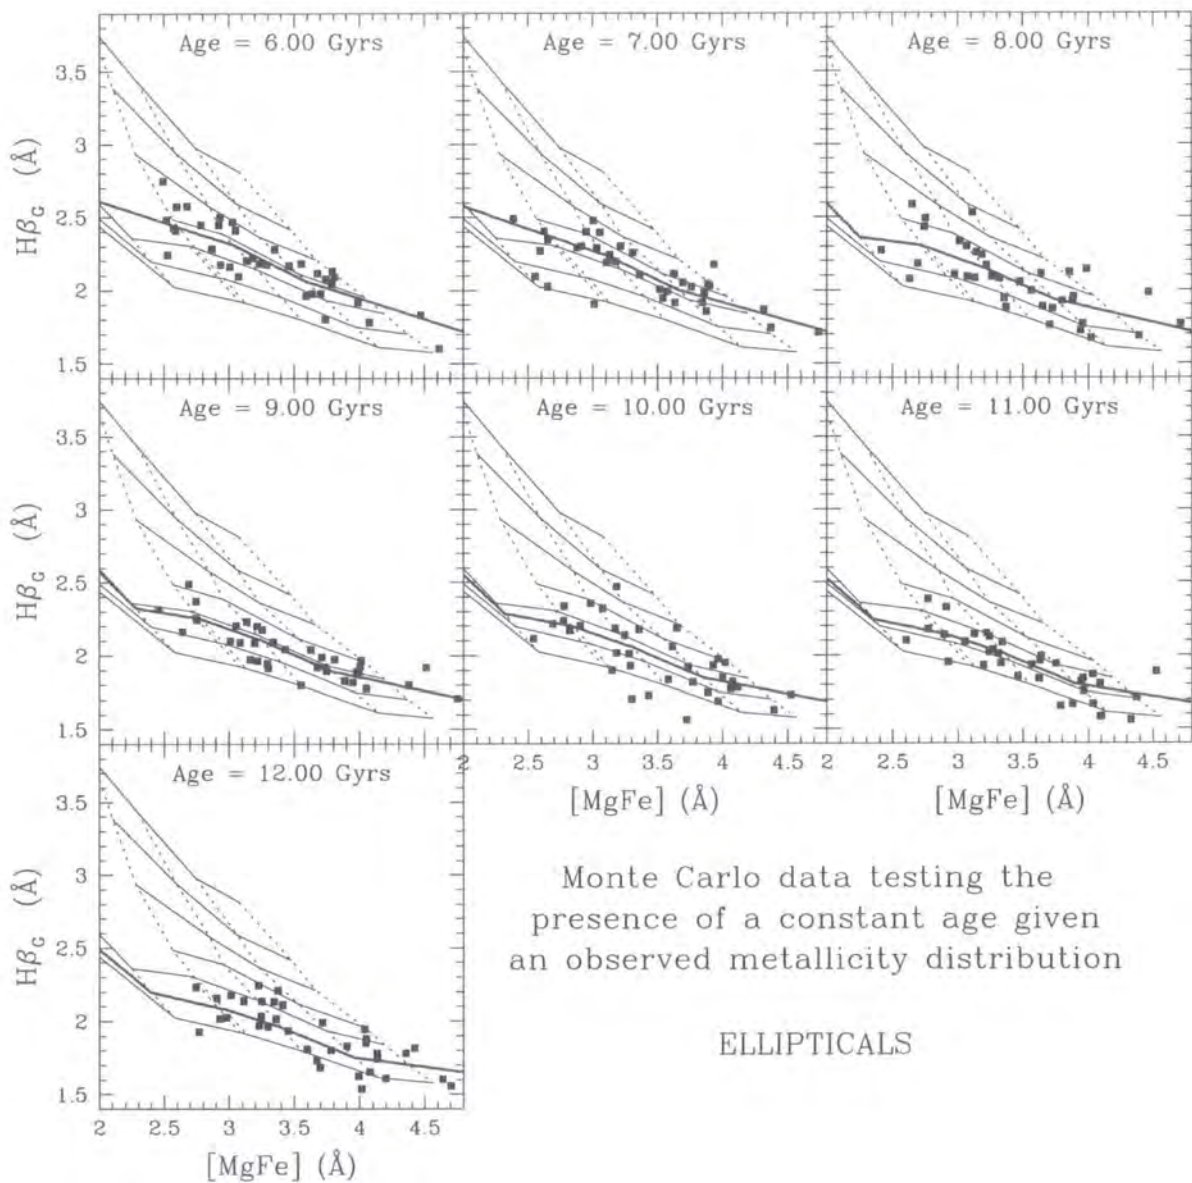 Age = 6.00 Gyrs
Age = 7.00 Gyrs
Age = 8.00 Gyrs
3.5
3
2.5
2
1.5
HβG (Å)
Age = 9.00 Gyrs
Age = 10.00 Gyrs
Age = 11.00 Gyrs
3.5
3
2.5
2
1.5
HβG (Å)
2 2.5 3 3.5 4 4.5
[MgFe] (Å)
2 2.5 3 3.5 4 4.5
[MgFe] (Å)
Age = 12.00 Gyrs
3.5
3
2.5
2
1.5
HβG (Å)
2 2.5 3 3.5 4 4.5
[MgFe] (Å)
Monte Carlo data testing the
presence of a constant age given
an observed metallicity distribution
ELLIPTICALS